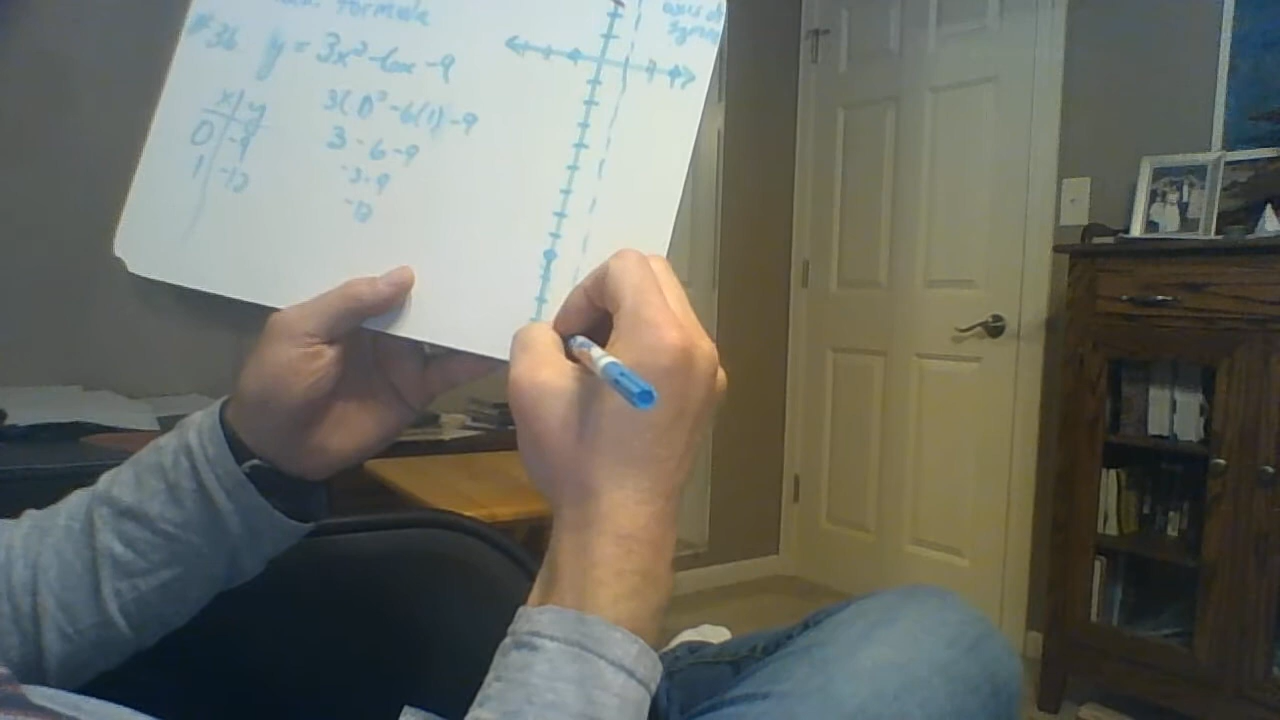 Formula
#36 y = 3x² - 6x - 9
x | y
0 | -9
1 | -12
3(1)² - 6(1) - 9
3 - 6 - 9
-3 - 9
-12
axis of
symm